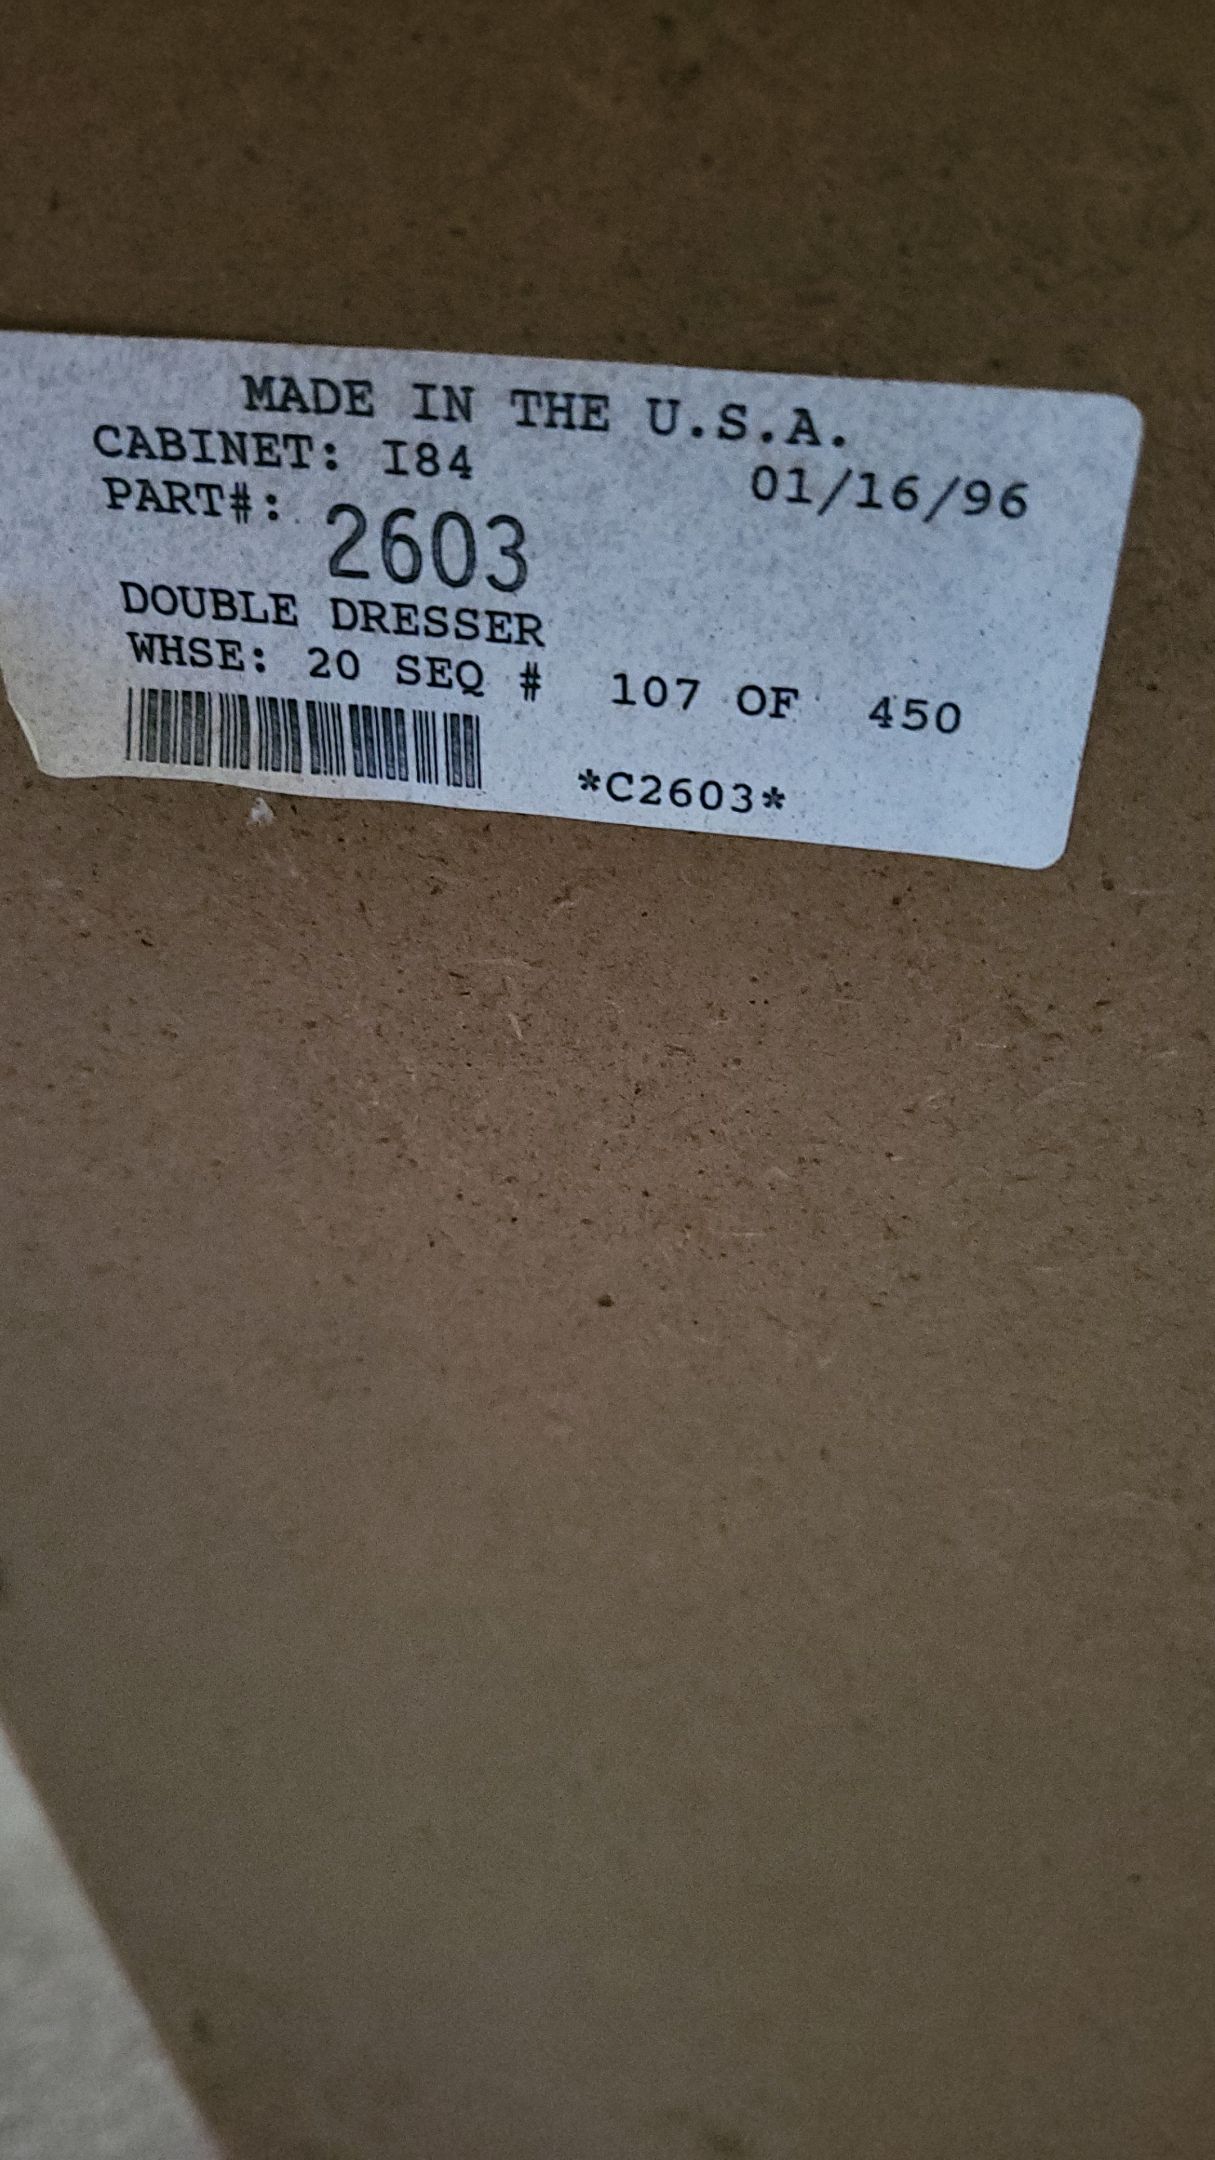 MADE IN THE U.S.A.
CABINET: I84 01/16/96
PART#: 2603
DOUBLE DRESSER
WHSE: 20 SEQ # 107 OF 450
*C2603*